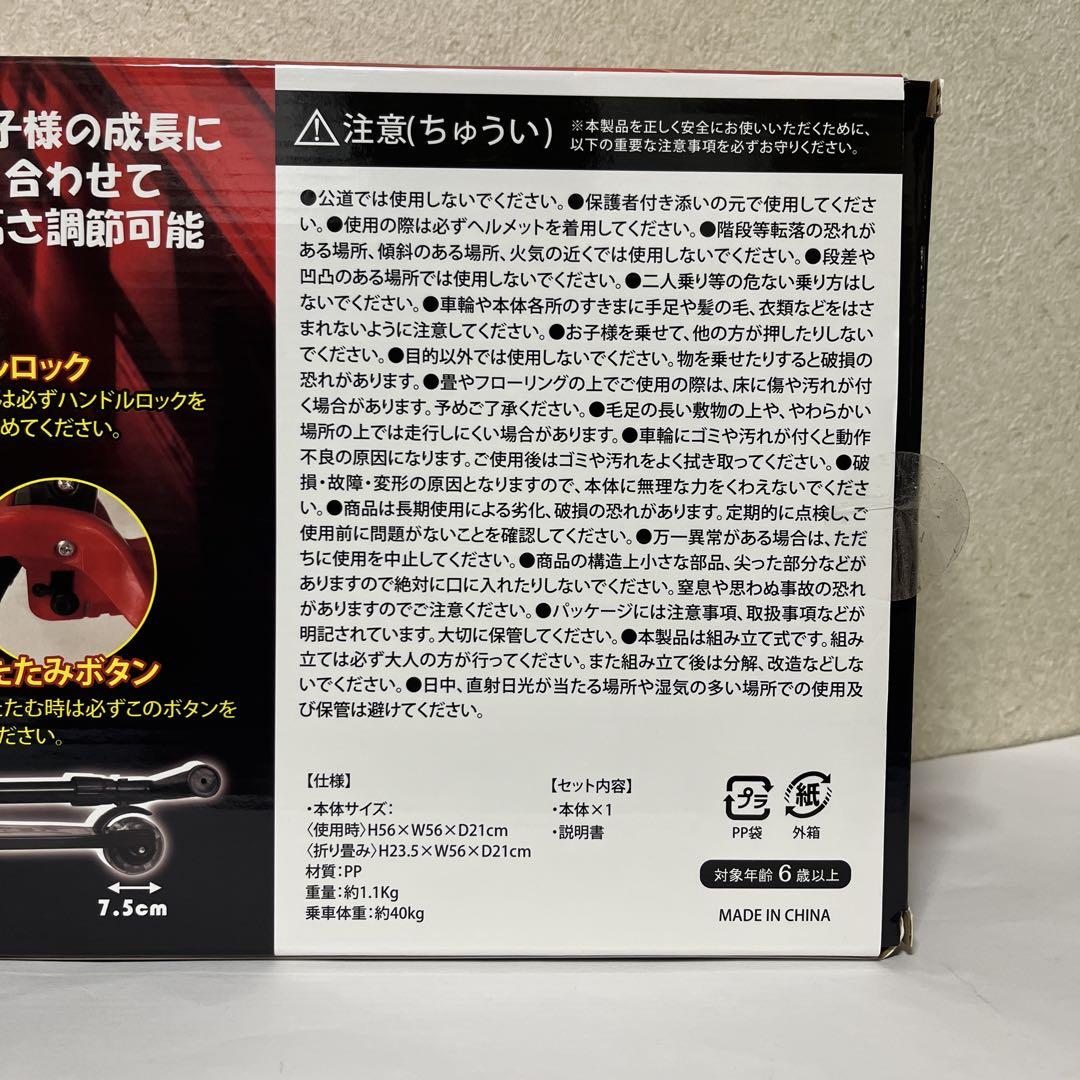 子様の成長に
合わせて
高さ調節可能
ルロック
は必ずハンドルロックを
めてください。
たたみボタン
たたむ時は必ずこのボタンを
ださい。
7.5cm
⚠注意(ちゅうい) ※本製品を正しく安全にお使いいただくために、
以下の重要な注意事項を必ずお守りください。
●公道では使用しないでください。●保護者付き添いの元で使用してくださ
い。●使用の際は必ずヘルメットを着用してください。●階段等転落の恐れが
ある場所、傾斜のある場所、火気の近くでは使用しないでください。●段差や
凹凸のある場所では使用しないでください。●二人乗り等の危ない乗り方はし
ないでください。●車輪や本体各所のすきまに手足や髪の毛、衣類などをはさ
まれないように注意してください。●お子様を乗せて、他の方が押したりしない
でください。●目的以外では使用しないでください。物を乗せたりすると破損の
恐れがあります。●畳やフローリングの上でご使用の際は、床に傷や汚れが付
く場合があります。予めご了承ください。●毛足の長い敷物の上や、やわらかい
場所の上では走行しにくい場合があります。●車輪にゴミや汚れが付くと動作
不良の原因になります。ご使用後はゴミや汚れをよく拭き取ってください。●破
損・故障・変形の原因となりますので、本体に無理な力をくわえないでくださ
い。●商品は長期使用による劣化、破損の恐れがあります。定期的に点検し、ご
使用前に問題がないことを確認してください。●万一異常がある場合は、ただ
ちに使用を中止してください。●商品の構造上小さな部品、尖った部分などが
ありますので絶対に口に入れたりしないでください。窒息や思わぬ事故の恐れ
がありますのでご注意ください。●パッケージには注意事項、取扱事項などが
明記されています。大切に保管してください。●本製品は組み立て式です。組み
立ては必ず大人の方が行ってください。また組み立て後は分解、改造などしな
いでください。●日中、直射日光が当たる場所や湿気の多い場所での使用及
び保管は避けてください。
【仕様】
・本体サイズ:
〈使用時〉H56×W56×D21cm
〈折り畳み〉H23.5×W56×D21cm
材質:PP
重量:約1.1Kg
乗車体重:約40kg
【セット内容】
・本体×1
・説明書
プラ 紙
PP袋 外箱
対象年齢 6 歳以上
MADE IN CHINA